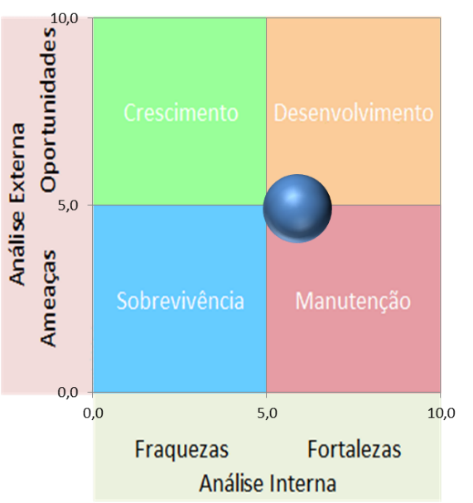 10,0
Análise Externa
Oportunidades
Crescimento
Desenvolvimento
5,0
Ameaças
Sobrevivência
Manutenção
0,0
0,0
5,0
10,0
Fraquezas
Fortalezas
Análise Interna